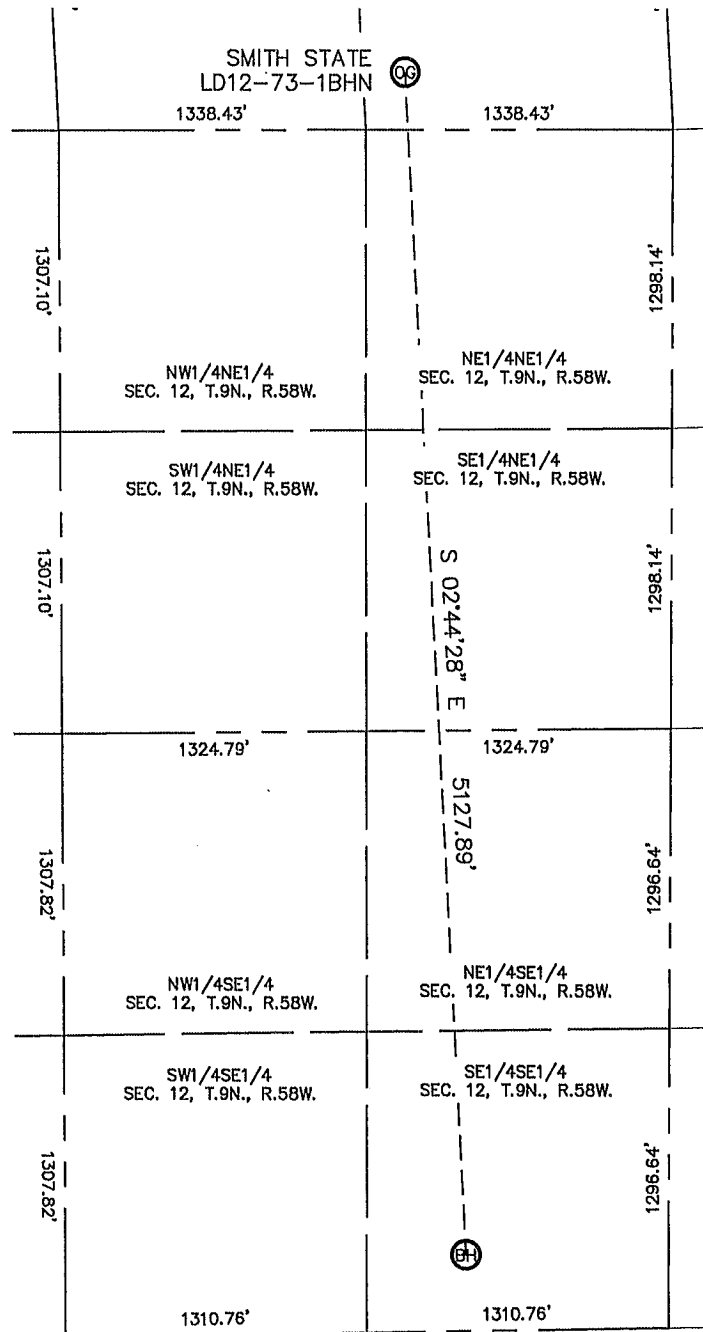 SMITH STATE
LD12-73-1BHN
OG
1338.43'
1338.43'
1307.10'
1298.14'
NW1/4NE1/4
SEC. 12, T.9N., R.58W.
NE1/4NE1/4
SEC. 12, T.9N., R.58W.
SW1/4NE1/4
SEC. 12, T.9N., R.58W.
SE1/4NE1/4
SEC. 12, T.9N., R.58W.
1307.10'
S 02°44'28" E 5127.89'
1298.14'
1324.79'
1324.79'
1307.82'
1296.64'
NW1/4SE1/4
SEC. 12, T.9N., R.58W.
NE1/4SE1/4
SEC. 12, T.9N., R.58W.
SW1/4SE1/4
SEC. 12, T.9N., R.58W.
SE1/4SE1/4
SEC. 12, T.9N., R.58W.
1307.82'
1296.64'
BH
1310.76'
1310.76'